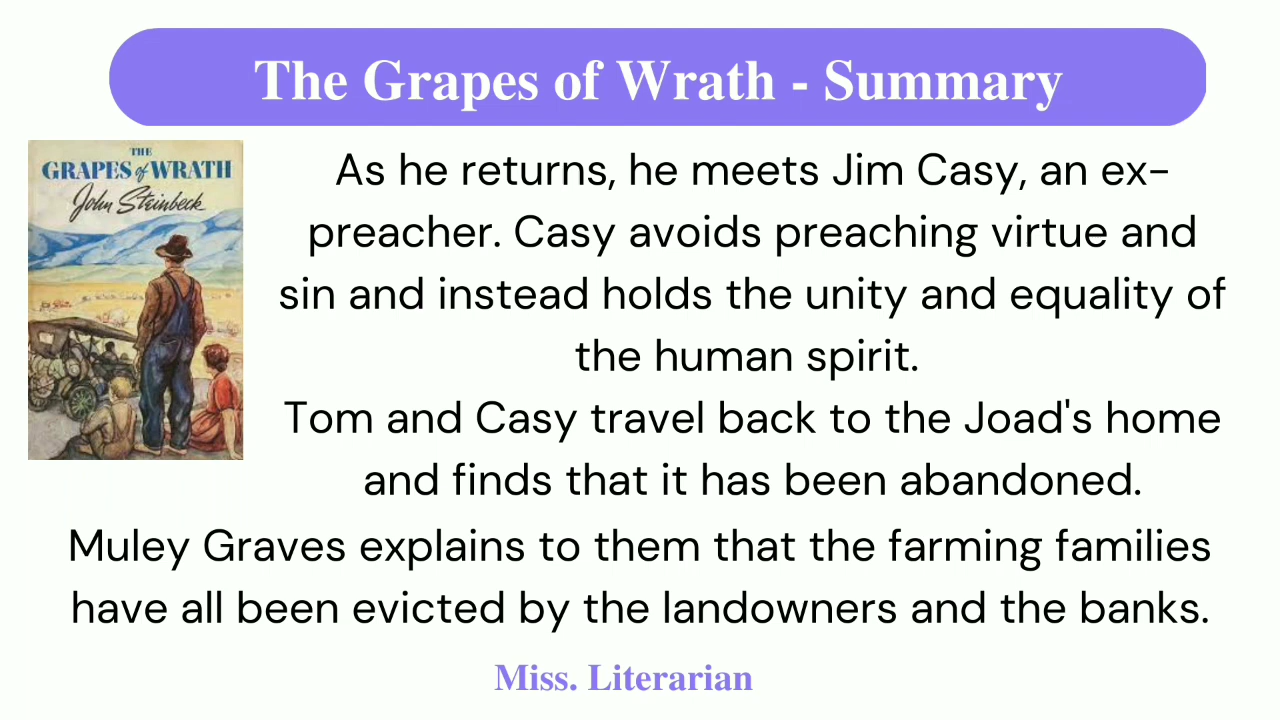 The Grapes of Wrath - Summary
THE
GRAPES of WRATH
John Steinbeck
As he returns, he meets Jim Casy, an ex-
preacher. Casy avoids preaching virtue and
sin and instead holds the unity and equality of
the human spirit.
Tom and Casy travel back to the Joad's home
and finds that it has been abandoned.
Muley Graves explains to them that the farming families
have all been evicted by the landowners and the banks.
Miss. Literarian